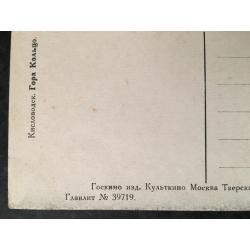 Кисловодск. Гора Кольцо.
Госкино изд. Культкино Москва Тверска
Главлит № 39719.